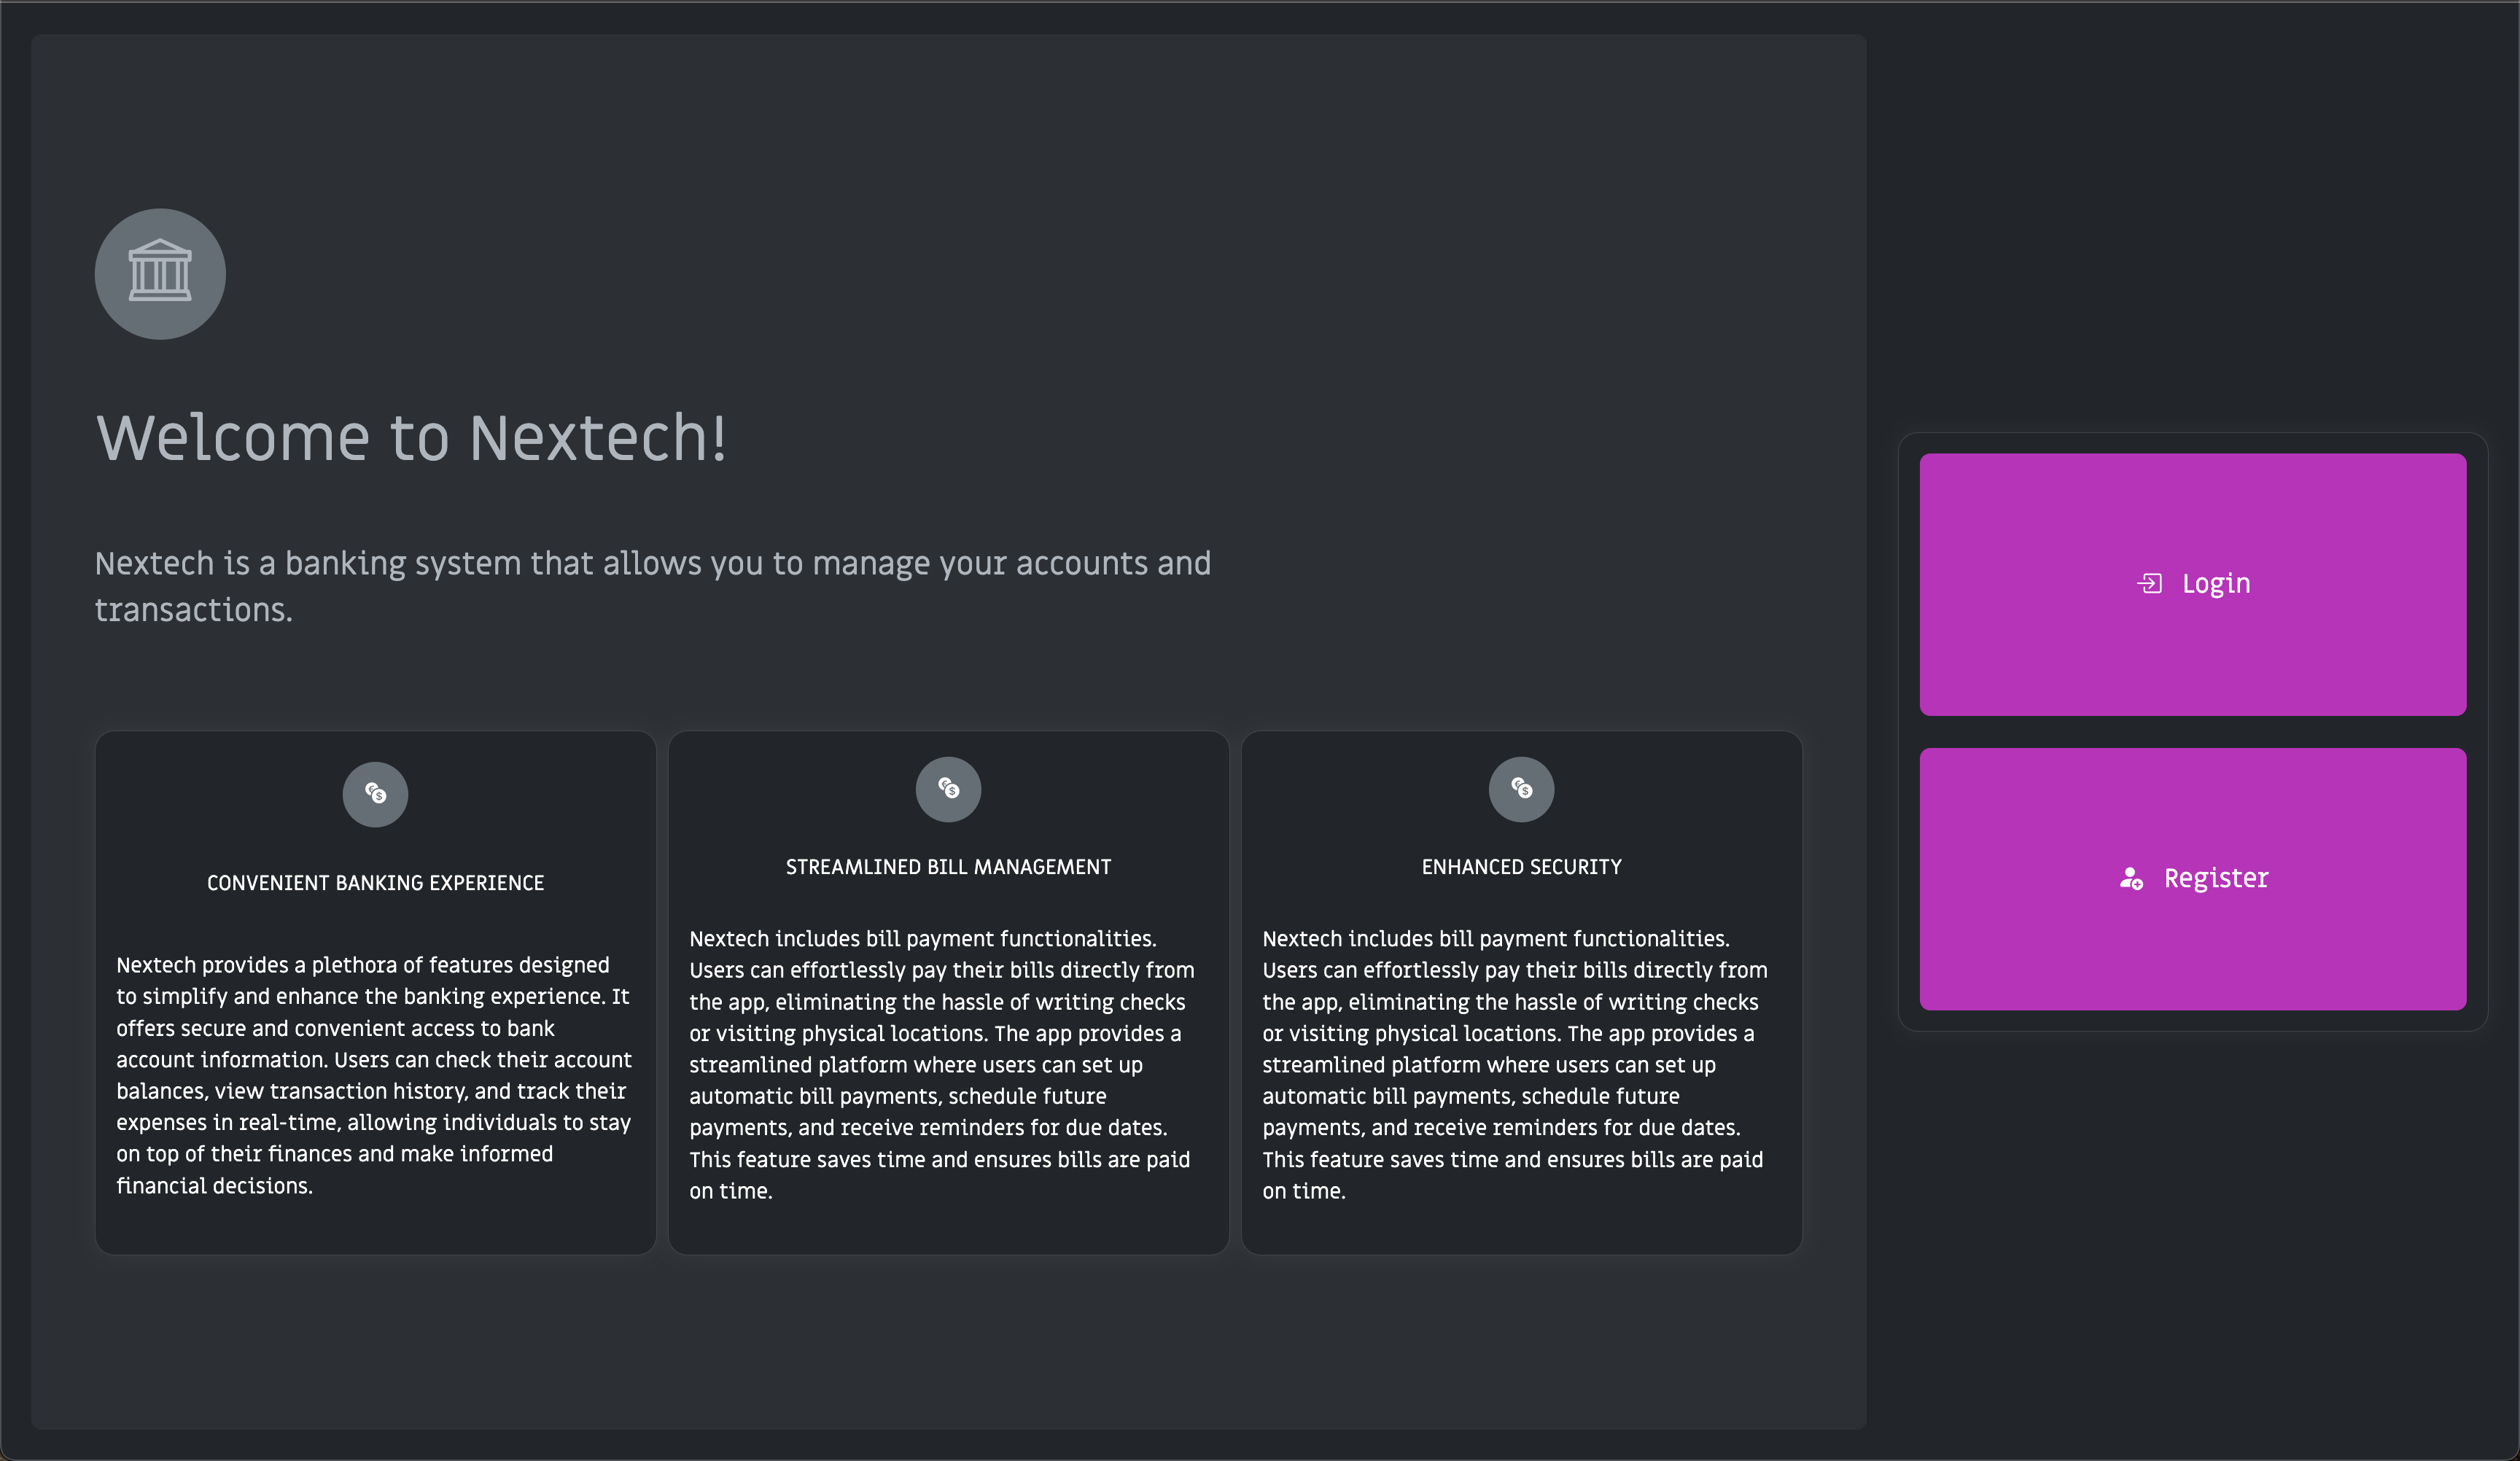 Welcome to Nextech!
Nextech is a banking system that allows you to manage your accounts and
transactions.
CONVENIENT BANKING EXPERIENCE
Nextech provides a plethora of features designed
to simplify and enhance the banking experience. It
offers secure and convenient access to bank
account information. Users can check their account
balances, view transaction history, and track their
expenses in real-time, allowing individuals to stay
on top of their finances and make informed
financial decisions.
STREAMLINED BILL MANAGEMENT
Nextech includes bill payment functionalities.
Users can effortlessly pay their bills directly from
the app, eliminating the hassle of writing checks
or visiting physical locations. The app provides a
streamlined platform where users can set up
automatic bill payments, schedule future
payments, and receive reminders for due dates.
This feature saves time and ensures bills are paid
on time.
ENHANCED SECURITY
Nextech includes bill payment functionalities.
Users can effortlessly pay their bills directly from
the app, eliminating the hassle of writing checks
or visiting physical locations. The app provides a
streamlined platform where users can set up
automatic bill payments, schedule future
payments, and receive reminders for due dates.
This feature saves time and ensures bills are paid
on time.
Login
Register